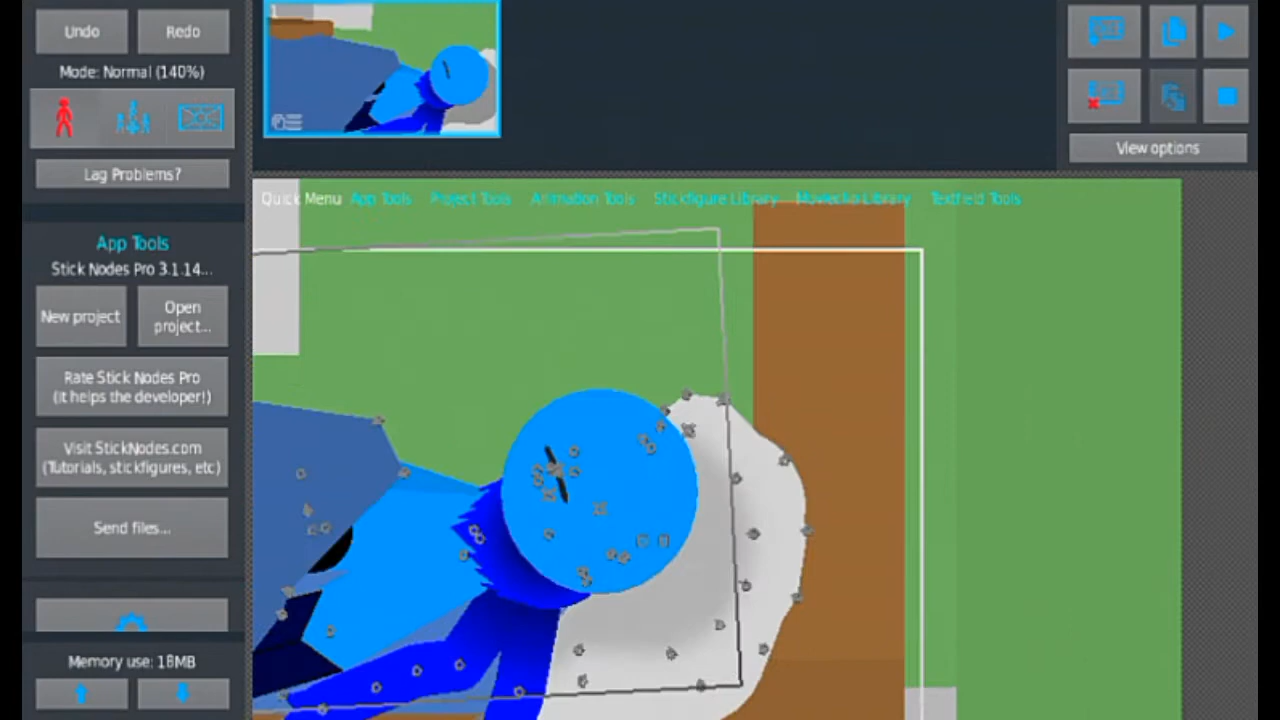 Undo
Redo
Mode: Normal (140%)
Lag Problems?
View options
Quick Menu App Tools Project Tools Animation Tools Stickfigure Library Movieclip Library Textfield Tools
App Tools
Stick Nodes Pro 3.1.14...
New project
Open
project...
Rate Stick Nodes Pro
(it helps the developer!)
Visit StickNodes.com
(Tutorials, stickfigures, etc)
Send files...
Memory use: 18MB